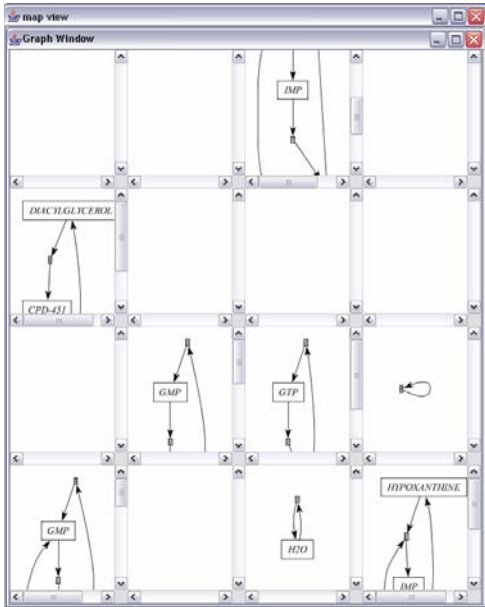 map view
Graph Window
IMP
DIACYLGLYCEROL
CPD-451
GMP
GTP
GMP
H2O
HYPOXANTHINE
IMP